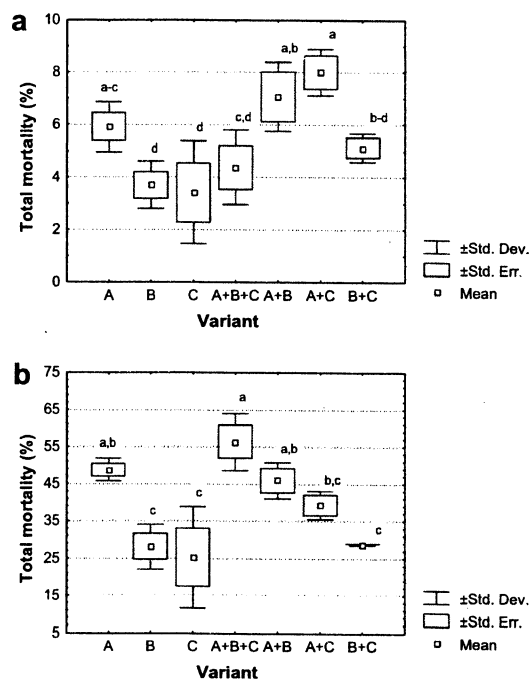 a
Total mortality (%)
10
8
6
4
2
0
a-c
d
d
c,d
a,b
a
b-d
A B C A+B+C A+B A+C B+C
Variant
±Std. Dev.
±Std. Err.
Mean
b
Total mortality (%)
75
65
55
45
35
25
15
5
a,b
c
c
a
a,b
b,c
c
A B C A+B+C A+B A+C B+C
Variant
±Std. Dev.
±Std. Err.
Mean